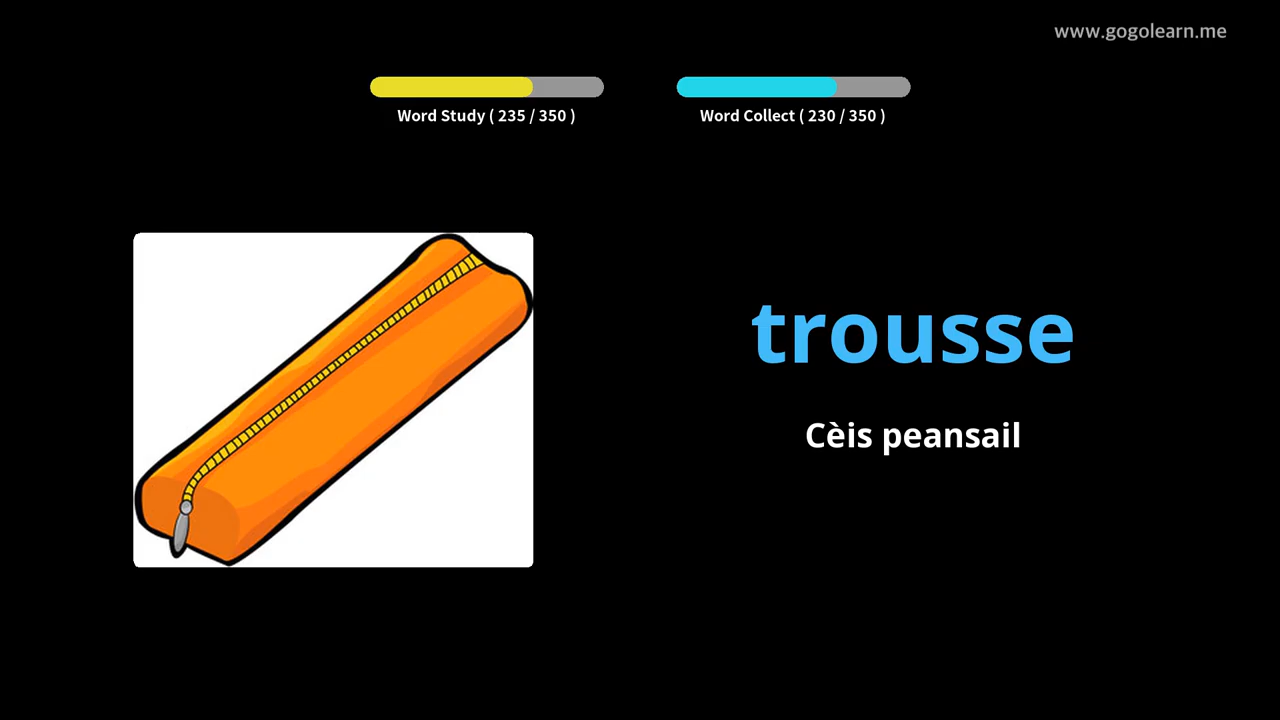 www.gogolearn.me
Word Study ( 235 / 350 )
Word Collect ( 230 / 350 )
trousse
Cèis peansail